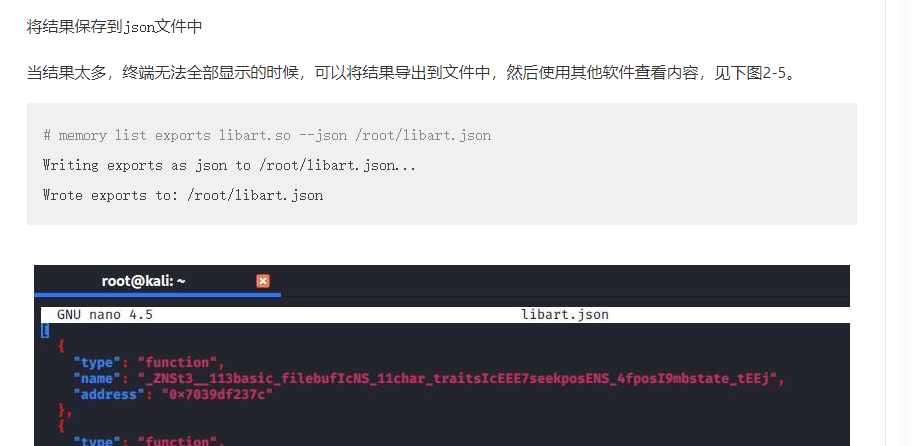 将结果保存到json文件中
当结果太多，终端无法全部显示的时候，可以将结果导出到文件中，然后使用其他软件查看内容，见下图2-5。
# memory list exports libart.so --json /root/libart.json
Writing exports as json to /root/libart.json...
Wrote exports to: /root/libart.json
root@kali: ~
GNU nano 4.5 libart.json
[
{
"type": "function",
"name": "_ZNSt3__113basic_filebufIcNS_11char_traitsIcEEE7seekposENS_4fposI9mbstate_tEEj",
"address": "0x7039df237c"
},
{
"type": "function",